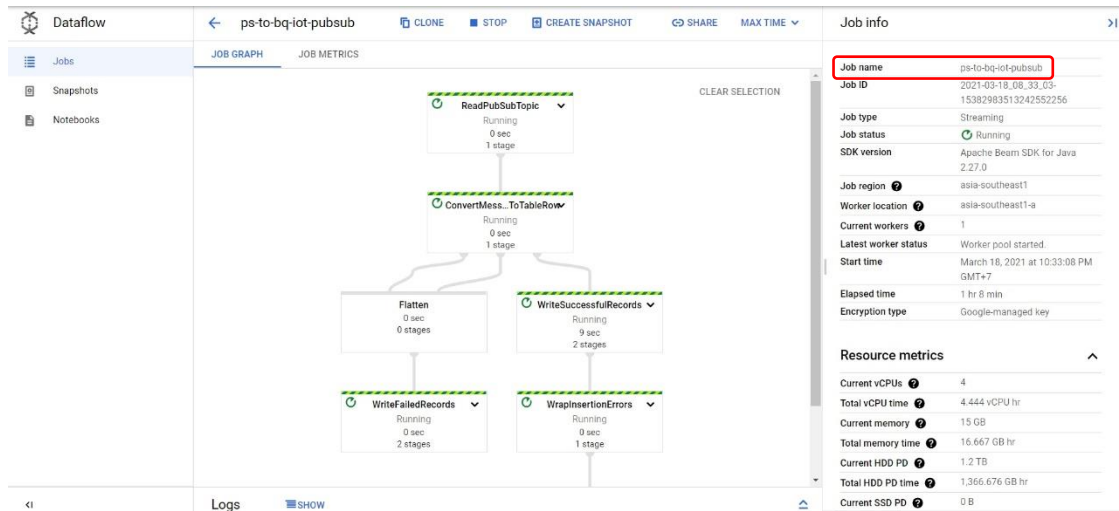 Dataflow
ps-to-bq-iot-pubsub
CLONE
STOP
CREATE SNAPSHOT
SHARE
MAX TIME
Jobs
Snapshots
Notebooks
JOB GRAPH
JOB METRICS
CLEAR SELECTION
ReadPubSubTopic
Running
0 sec
1 stage
ConvertMess...ToTableRow
Running
0 sec
1 stage
Flatten
0 sec
0 stages
WriteSuccessfulRecords
Running
9 sec
2 stages
WriteFailedRecords
Running
0 sec
2 stages
WrapInsertionErrors
Running
0 sec
1 stage
Logs
SHOW
Job info
Job name ps-to-bq-iot-pubsub
Job ID 2021-03-18_08_33_03-
15382983513242552256
Job type Streaming
Job status Running
SDK version Apache Beam SDK for Java
2.27.0
Job region asia-southeast1
Worker location asia-southeast1-a
Current workers 1
Latest worker status Worker pool started.
Start time March 18, 2021 at 10:33:08 PM
GMT+7
Elapsed time 1 hr 8 min
Encryption type Google-managed key
Resource metrics
Current vCPUs 4
Total vCPU time 4.444 vCPU hr
Current memory 15 GB
Total memory time 16.667 GB hr
Current HDD PD 1.2 TB
Total HDD PD time 1,366.676 GB hr
Current SSD PD 0 B